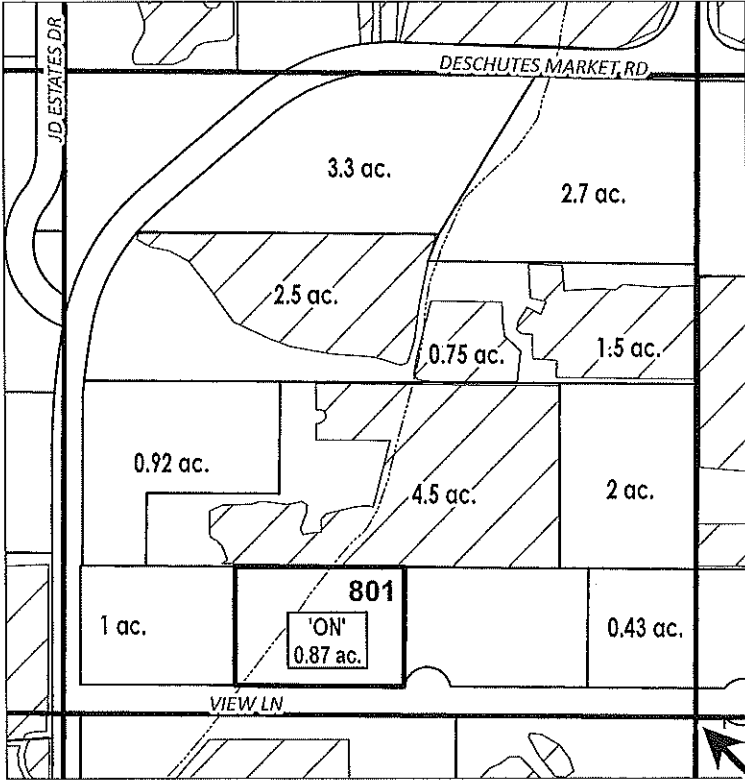 JD ESTATES DR
DESCHUTES MARKET RD
3.3 ac.
2.7 ac.
2.5 ac.
0.75 ac.
1:5 ac.
0.92 ac.
4.5 ac.
2 ac.
801
1 ac.
'ON'
0.87 ac.
0.43 ac.
VIEW LN